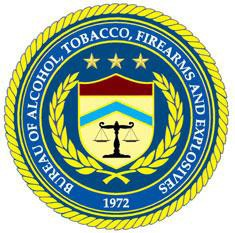 BUREAU OF ALCOHOL, TOBACCO, FIREARMS AND EXPLOSIVES
1972